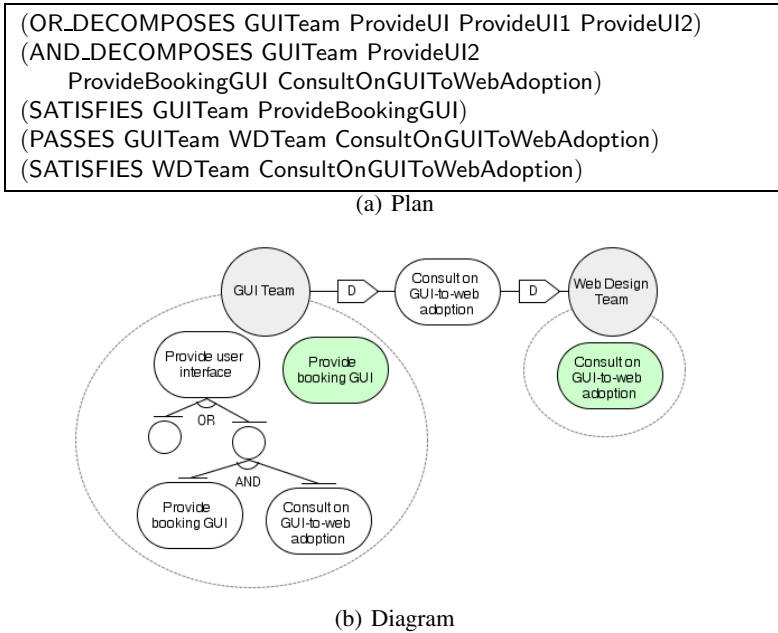 (OR_DECOMPOSES GUITeam ProvideUI ProvideUI1 ProvideUI2)
(AND_DECOMPOSES GUITeam ProvideUI2
ProvideBookingGUI ConsultOnGUIToWebAdoption)
(SATISFIES GUITeam ProvideBookingGUI)
(PASSES GUITeam WDTeam ConsultOnGUIToWebAdoption)
(SATISFIES WDTeam ConsultOnGUIToWebAdoption)
(a) Plan
GUI Team
D
Consult on
GUI-to-web
adoption
D
Web Design
Team
Provide user
interface
Provide
booking GUI
Consult on
GUI-to-web
adoption
OR
AND
Provide
booking GUI
Consult on
GUI-to-web
adoption
(b) Diagram